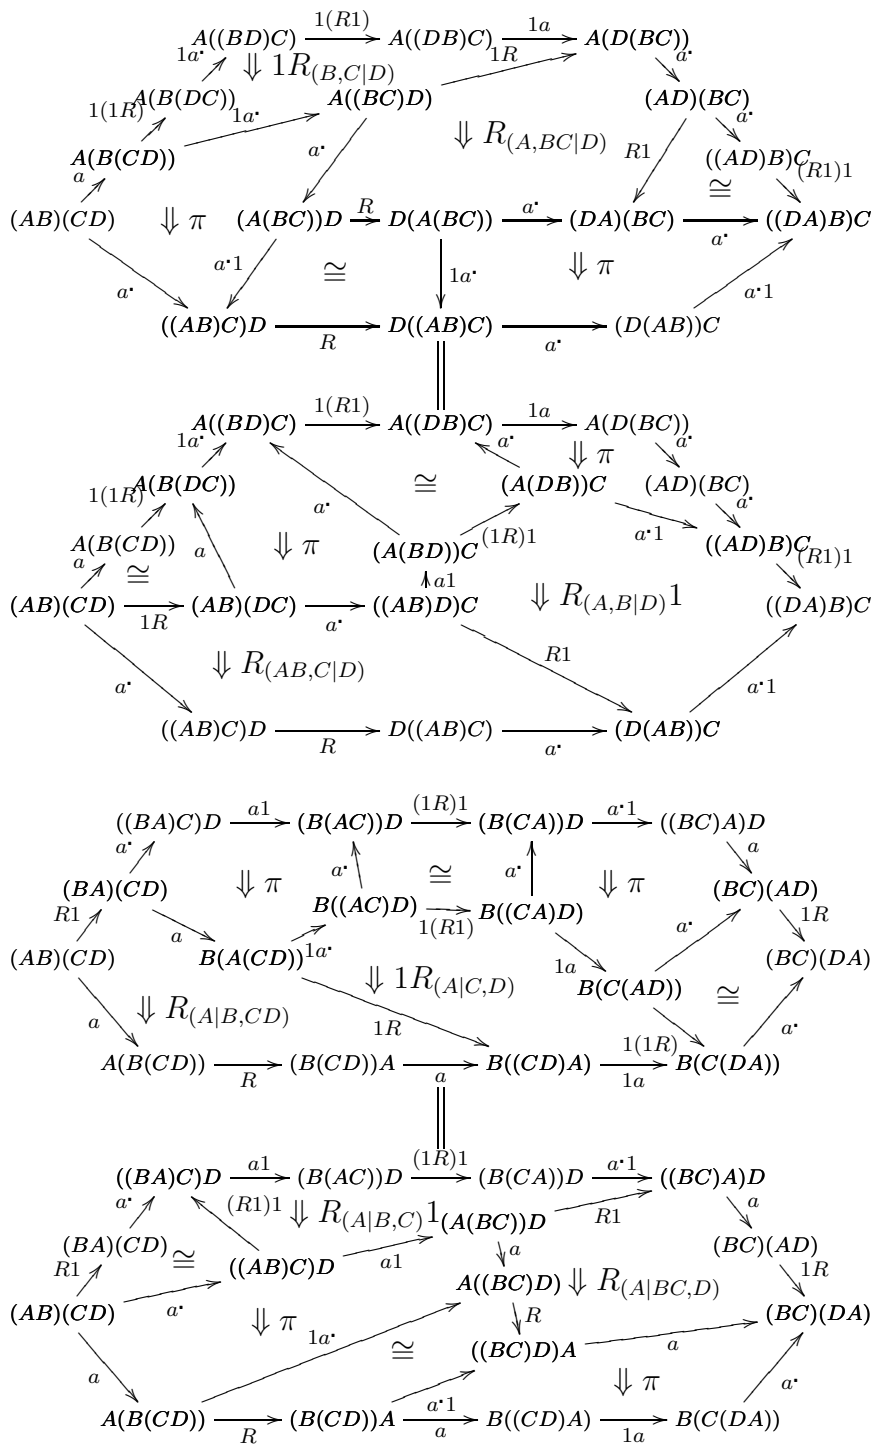 A((BD)C) 1(R1) A((DB)C) 1a A(D(BC))
1a· ⇓ 1R(B,C|D) 1R a·
1(1R) A(B(DC)) 1a· A((BC)D) (AD)(BC) a·
a· ⇓ R(A,BC|D) R1
A(B(CD)) ((AD)B)C (R1)1
a ≅
(AB)(CD) ⇓ π (A(BC))D R D(A(BC)) a· (DA)(BC) a· ((DA)B)C
a· a·1 ≅ 1a· ⇓ π a·1
((AB)C)D R D((AB)C) a· (D(AB))C
A((BD)C) 1(R1) A((DB)C) 1a A(D(BC))
1a· a· ⇓ π a·
1(1R) A(B(DC)) a· ≅ (A(DB))C (AD)(BC) a·
A(B(CD)) a ⇓ π (A(BD))C (1R)1 a·1 ((AD)B)C (R1)1
a ≅ a1 ⇓ R(A,B|D)1
(AB)(CD) 1R (AB)(DC) a· ((AB)D)C ((DA)B)C
a· ⇓ R(AB,C|D) R1 a·1
((AB)C)D R D((AB)C) a· (D(AB))C
((BA)C)D a1 (B(AC))D (1R)1 (B(CA))D a·1 ((BC)A)D
a· ⇓ π a· ≅ a· ⇓ π a
(BA)(CD) (BC)(AD)
R1 a B((AC)D) 1(R1) B((CA)D) a· 1R
(AB)(CD) B(A(CD)) 1a· 1a (BC)(DA)
⇓ 1R(A|C,D) B(C(AD)) ≅
a ⇓ R(A|B,CD) 1R 1(1R) a·
A(B(CD)) R (B(CD))A a B((CD)A) 1a B(C(DA))
((BA)C)D a1 (B(AC))D (1R)1 (B(CA))D a·1 ((BC)A)D
a· (R1)1 ⇓ R(A|B,C)1 (A(BC))D R1 a
(BA)(CD) ≅ (BC)(AD)
R1 ((AB)C)D a1 a 1R
A((BC)D) ⇓ R(A|BC,D)
(AB)(CD) a· R (BC)(DA)
⇓ π 1a· ≅ ((BC)D)A a
a a·1 ⇓ π a·
A(B(CD)) R (B(CD))A a B((CD)A) 1a B(C(DA))